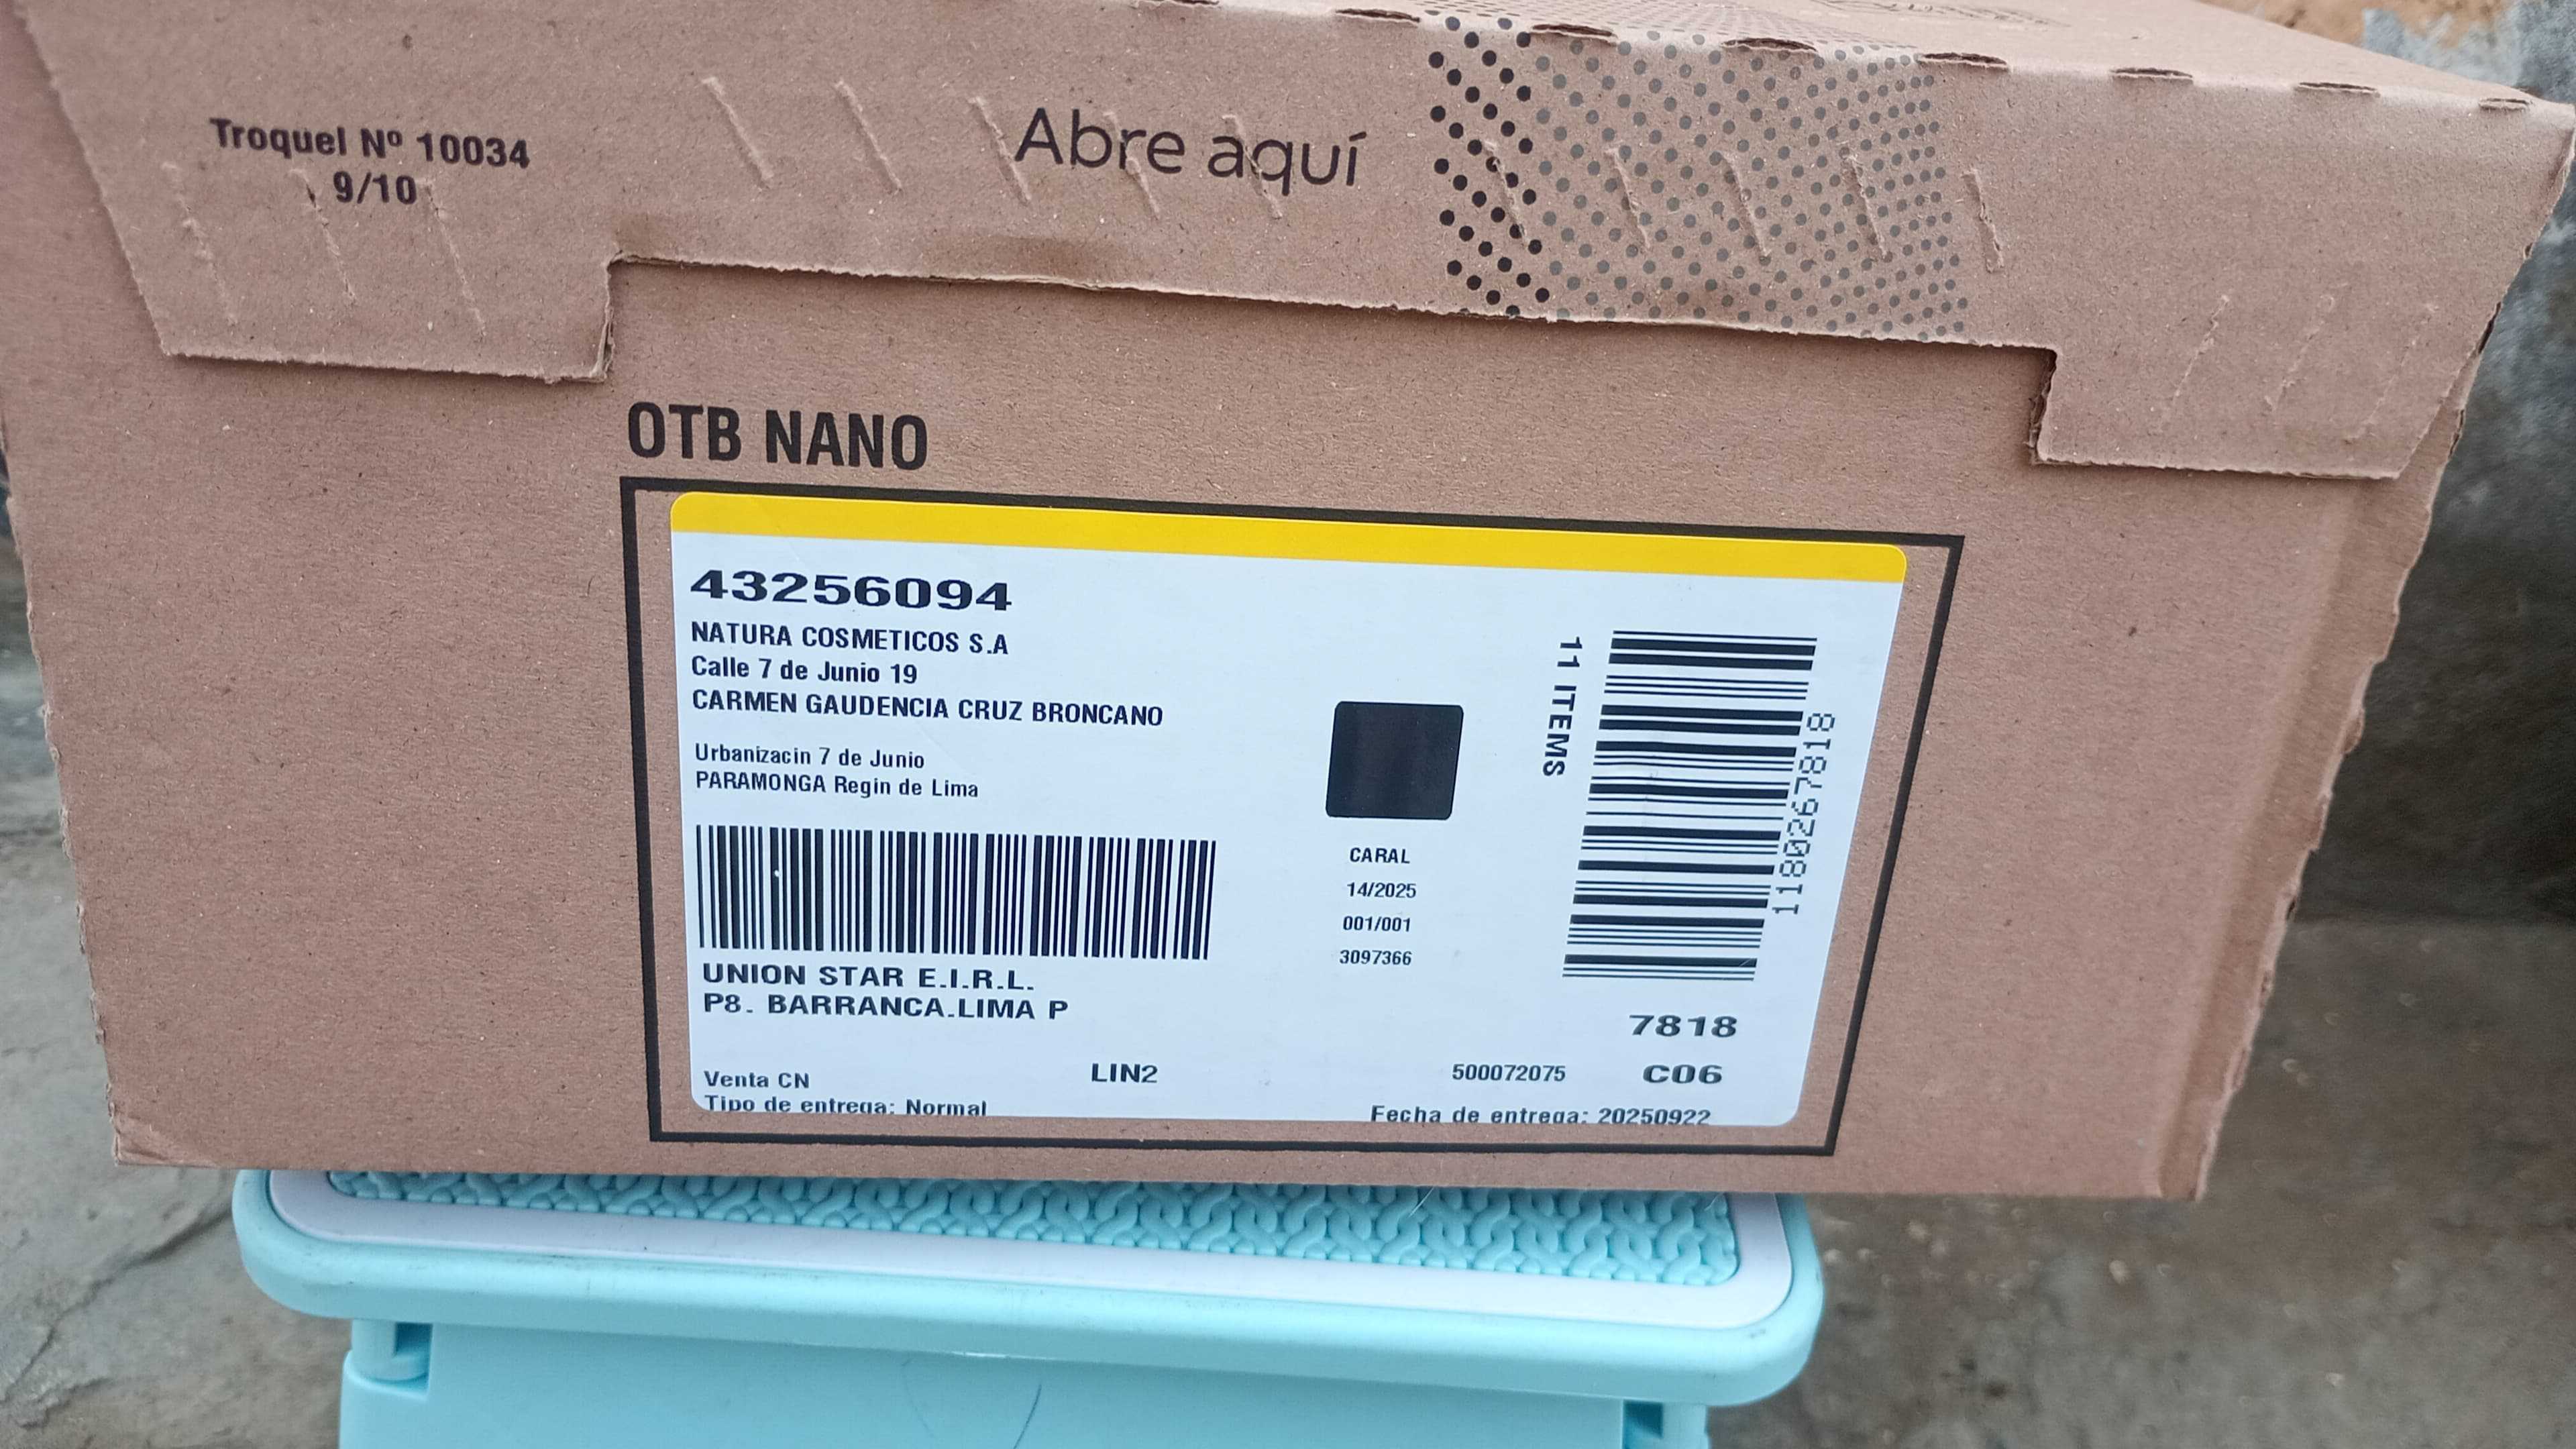 Troquel Nº 10034
9/10
Abre aquí
OTB NANO
43256094
NATURA COSMETICOS S.A
Calle 7 de Junio 19
CARMEN GAUDENCIA CRUZ BRONCANO
Urbanizacin 7 de Junio
PARAMONGA Regin de Lima
UNION STAR E.I.R.L.
P8. BARRANCA.LIMA P
CARAL
14/2025
001/001
3097366
11 ITEMS
11802678 18
7818
Venta CN
LIN2
500072075
C06
Tipo de entrega: Normal
Fecha de entrega: 20250922